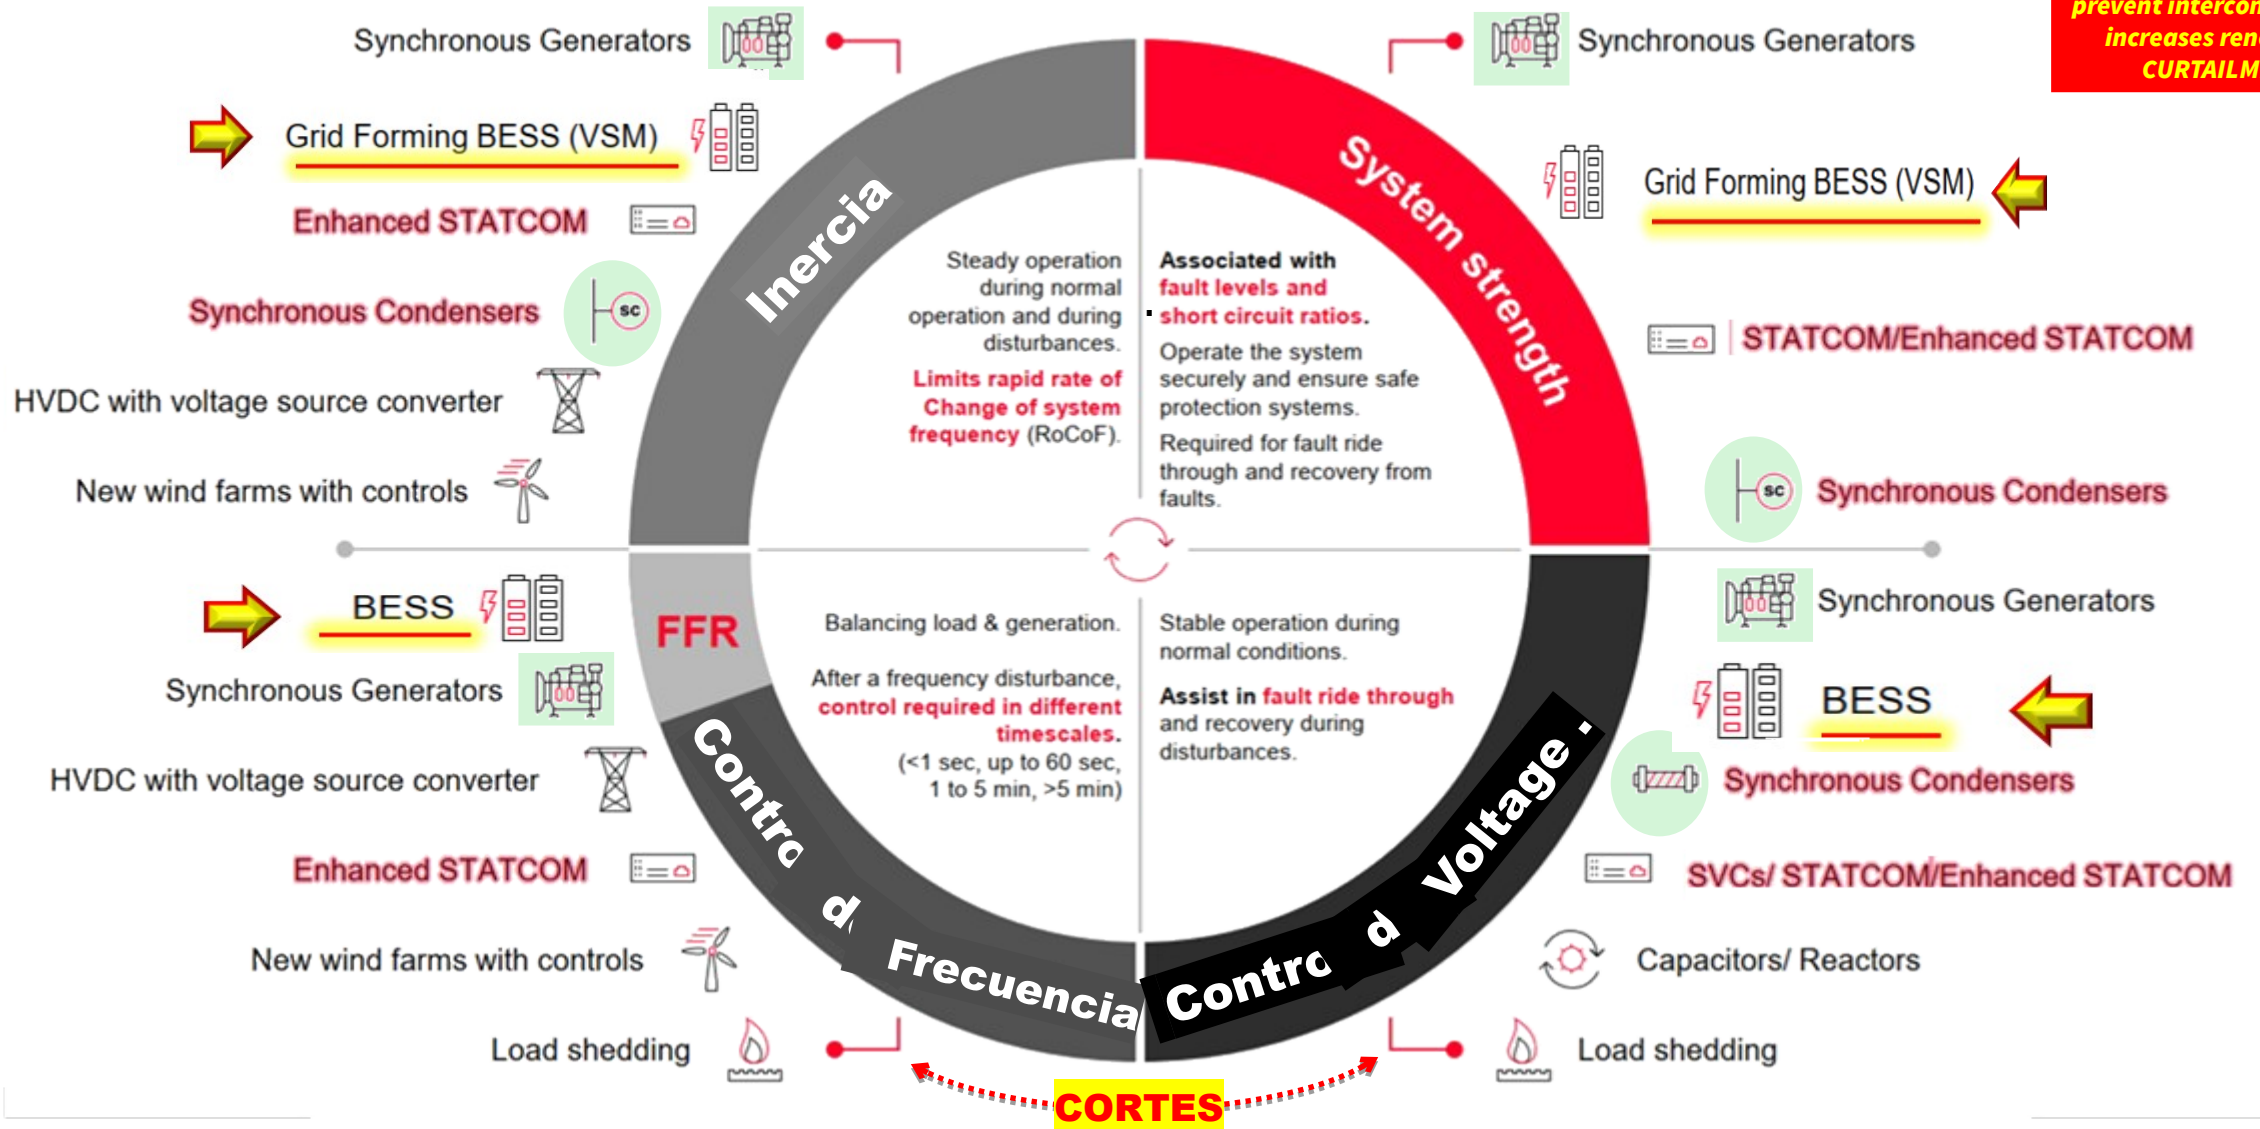 prevent
increases
CURTAILM
Synchronous Generators
Grid Forming BESS (VSM)
Enhanced STATCOM
Synchronous Condensers
sc
HVDC with voltage source converter
New wind farms with controls
Inercia
Steady operation
during normal
operation and during
disturbances.
Limits rapid rate of
Change of system
frequency (RoCoF).
Synchronous Generators
Grid Forming BESS (VSM)
STATCOM/Enhanced STATCOM
sc
Synchronous Condensers
System strength
Associated with
fault levels and
short circuit ratios.
Operate the system
securely and ensure safe
protection systems.
Required for fault ride
through and recovery from
faults.
BESS
Synchronous Generators
HVDC with voltage source converter
Enhanced STATCOM
New wind farms with controls
Load shedding
FFR
Contro d Frecuencia
Balancing load & generation.
After a frequency disturbance,
control required in different
timescales.
(<1 sec, up to 60 sec,
1 to 5 min, >5 min)
Stable operation during
normal conditions.
Assist in fault ride through
and recovery during
disturbances.
Contro d Voltage .
Synchronous Generators
BESS
Synchronous Condensers
SVCs/ STATCOM/Enhanced STATCOM
Capacitors/ Reactors
Load shedding
CORTES